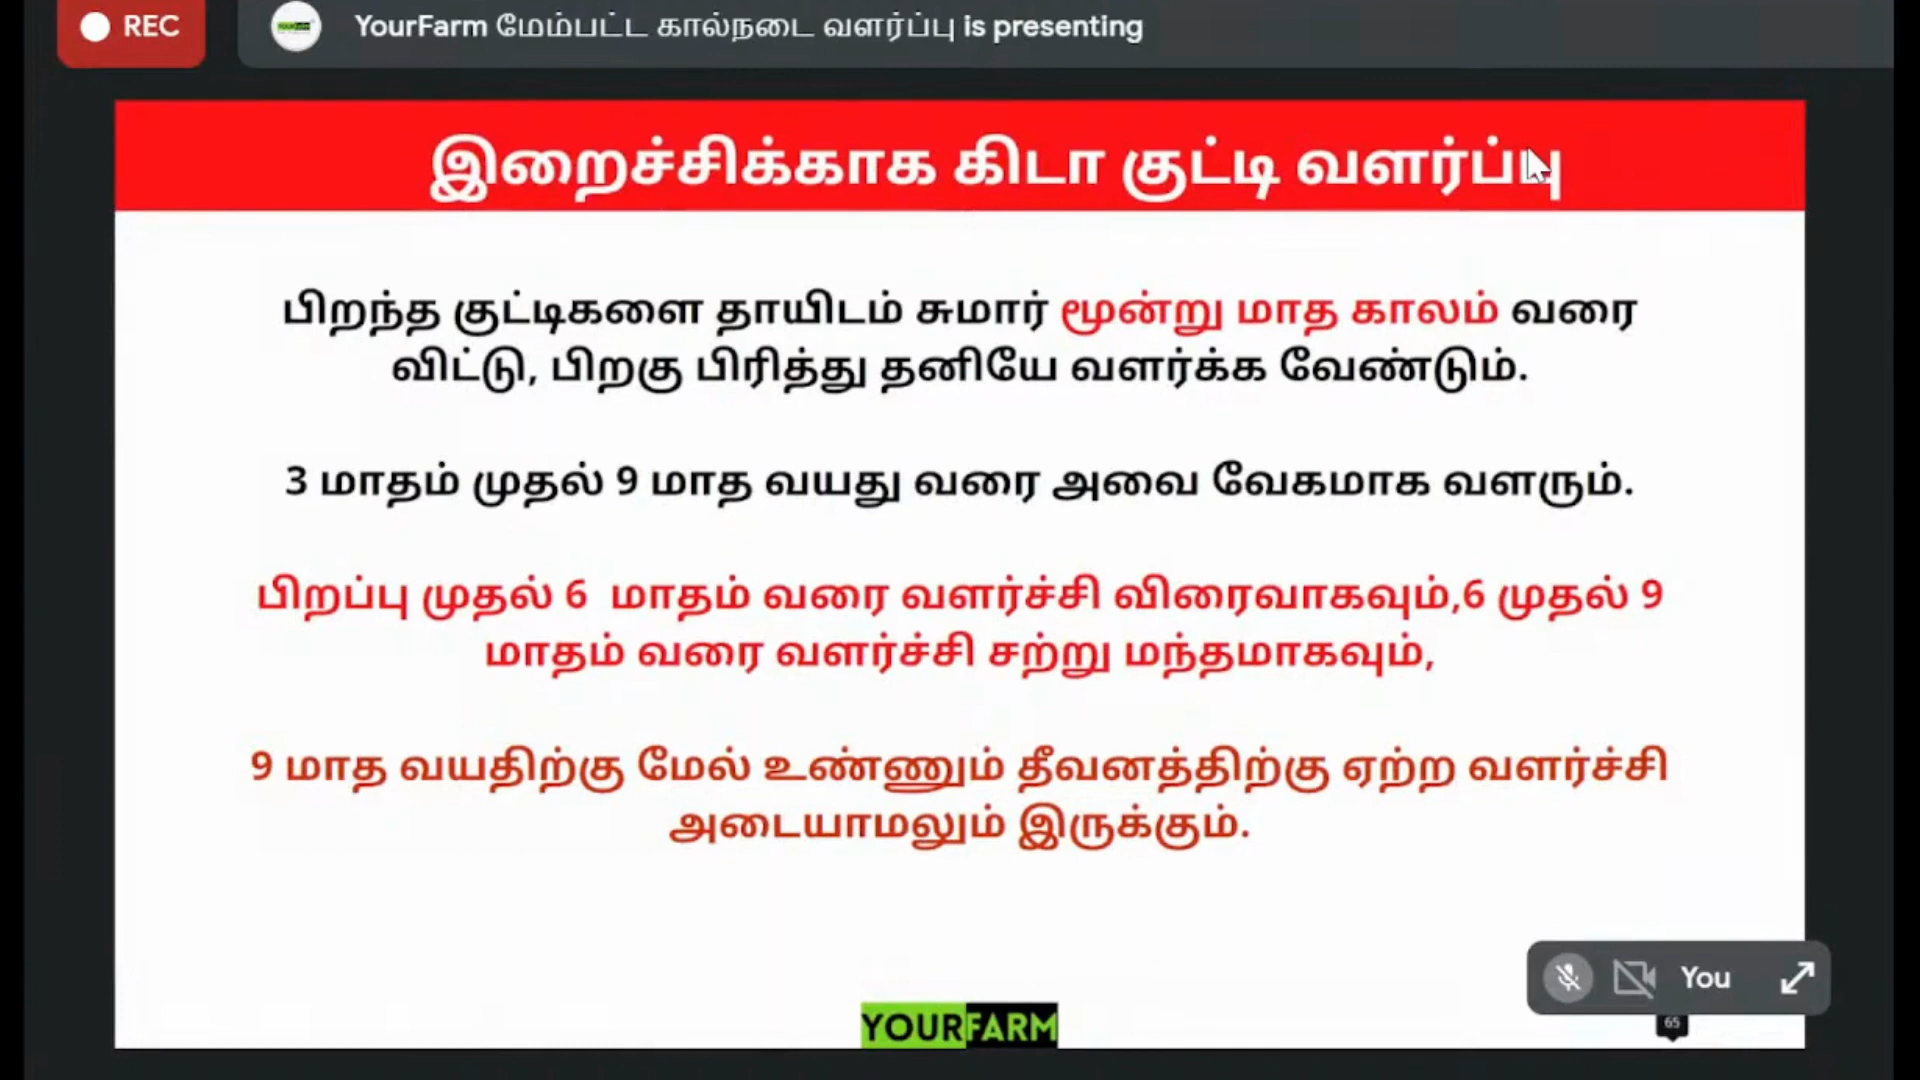 REC
YourFarm மேம்பட்ட கால்நடை வளர்ப்பு is presenting
இறைச்சிக்காக கிடா குட்டி வளர்ப்பு
பிறந்த குட்டிகளை தாயிடம் சுமார் மூன்று மாத காலம் வரை
விட்டு, பிறகு பிரித்து தனியே வளர்க்க வேண்டும்.
3 மாதம் முதல் 9 மாத வயது வரை அவை வேகமாக வளரும்.
பிறப்பு முதல் 6 மாதம் வரை வளர்ச்சி விரைவாகவும்,6 முதல் 9
மாதம் வரை வளர்ச்சி சற்று மந்தமாகவும்,
9 மாத வயதிற்கு மேல் உண்ணும் தீவனத்திற்கு ஏற்ற வளர்ச்சி
அடையாமலும் இருக்கும்.
You
YOURFARM
65